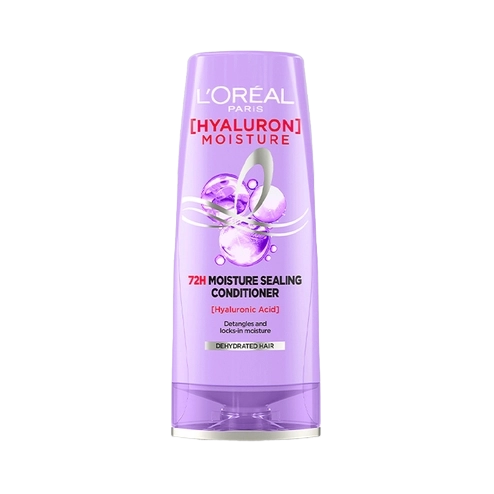 L'ORÉAL
PARIS
[HYALURON]
MOISTURE
72H MOISTURE SEALING
CONDITIONER
[Hyaluronic Acid]
Detangles and
locks-in moisture
DEHYDRATED HAIR